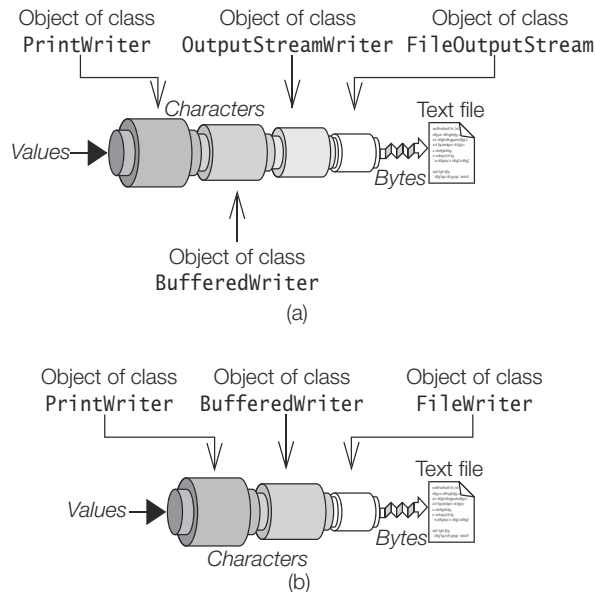 Object of class Object of class Object of class
PrintWriter OutputStreamWriter FileOutputStream
Characters Text file
Values
Bytes
Object of class
BufferedWriter
(a)
Object of class Object of class Object of class
PrintWriter BufferedWriter FileWriter
Text file
Values
Bytes
Characters
(b)